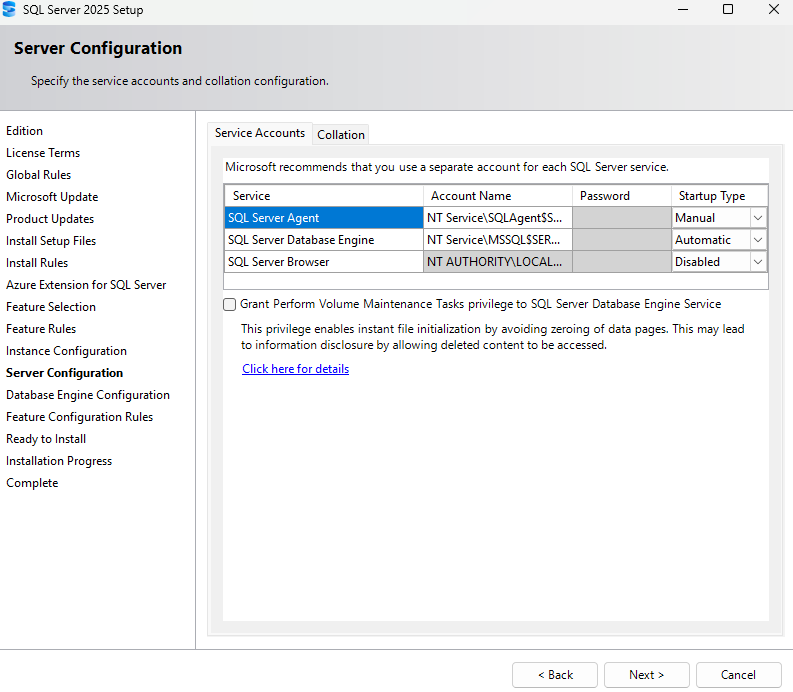 SQL Server 2025 Setup
Server Configuration
Specify the service accounts and collation configuration.
Edition
License Terms
Global Rules
Microsoft Update
Product Updates
Install Setup Files
Install Rules
Azure Extension for SQL Server
Feature Selection
Feature Rules
Instance Configuration
Server Configuration
Database Engine Configuration
Feature Configuration Rules
Ready to Install
Installation Progress
Complete
Service Accounts Collation
Microsoft recommends that you use a separate account for each SQL Server service.
Service Account Name Password Startup Type
SQL Server Agent NT Service\SQLAgent$S... Manual
SQL Server Database Engine NT Service\MSSQL$SER... Automatic
SQL Server Browser NT AUTHORITY\LOCAL... Disabled
Grant Perform Volume Maintenance Tasks privilege to SQL Server Database Engine Service
This privilege enables instant file initialization by avoiding zeroing of data pages. This may lead
to information disclosure by allowing deleted content to be accessed.
Click here for details
< Back Next > Cancel